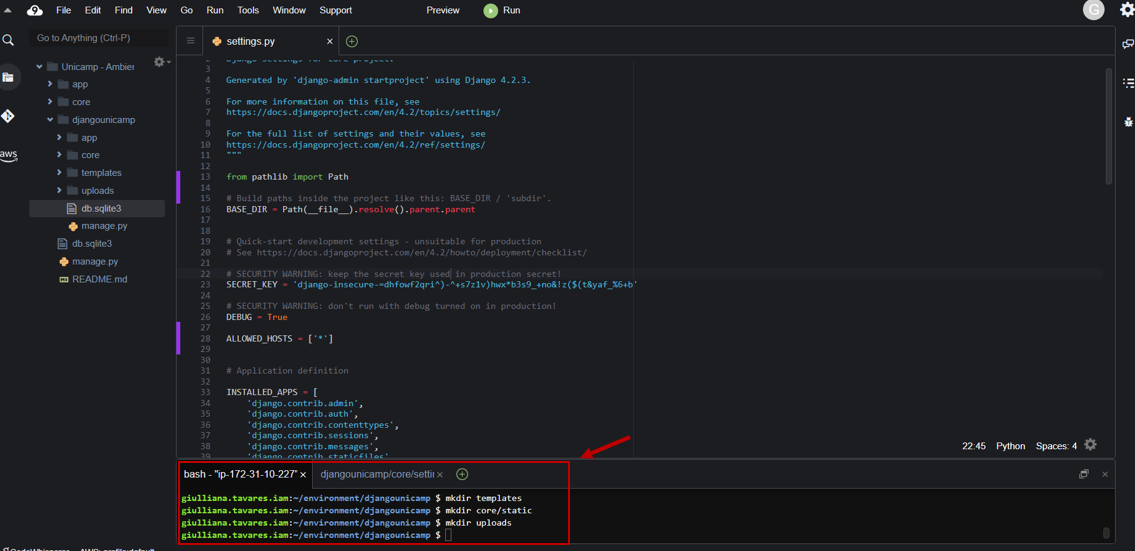 File Edit Find View Go Run Tools Window Support Preview Run
G
Go to Anything (Ctrl-P)
settings.py ×
Unicamp - Ambier
app
core
djangounicamp
app
core
templates
uploads
db.sqlite3
manage.py
db.sqlite3
manage.py
README.md
aws
2 Django settings for core project.
3
4 Generated by 'django-admin startproject' using Django 4.2.3.
5
6 For more information on this file, see
7 https://docs.djangoproject.com/en/4.2/topics/settings/
8
9 For the full list of settings and their values, see
10 https://docs.djangoproject.com/en/4.2/ref/settings/
11 """
12
13 from pathlib import Path
14
15 # Build paths inside the project like this: BASE_DIR / 'subdir'.
16 BASE_DIR = Path(__file__).resolve().parent.parent
17
18
19 # Quick-start development settings - unsuitable for production
20 # See https://docs.djangoproject.com/en/4.2/howto/deployment/checklist/
21
22 # SECURITY WARNING: keep the secret key used in production secret!
23 SECRET_KEY = 'django-insecure-=dhfowf2qri^)-^+s7z1v)hwx*b3s9_+no&!z($(t&yaf_%6+b'
24
25 # SECURITY WARNING: don't run with debug turned on in production!
26 DEBUG = True
27
28 ALLOWED_HOSTS = ['*']
29
30
31 # Application definition
32
33 INSTALLED_APPS = [
34 'django.contrib.admin',
35 'django.contrib.auth',
36 'django.contrib.contenttypes',
37 'django.contrib.sessions',
38 'django.contrib.messages',
39 'django.contrib.staticfiles'
22:45 Python Spaces: 4
bash - "ip-172-31-10-227" × djangounicamp/core/settir ×
giulliana.tavares.iam:~/environment/djangounicamp $ mkdir templates
giulliana.tavares.iam:~/environment/djangounicamp $ mkdir core/static
giulliana.tavares.iam:~/environment/djangounicamp $ mkdir uploads
giulliana.tavares.iam:~/environment/djangounicamp $